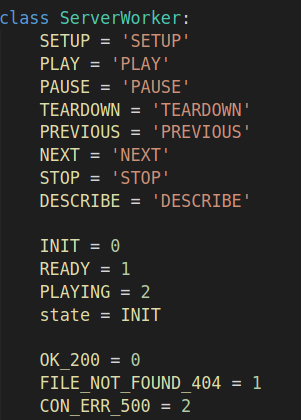 class ServerWorker:
    SETUP = 'SETUP'
    PLAY = 'PLAY'
    PAUSE = 'PAUSE'
    TEARDOWN = 'TEARDOWN'
    PREVIOUS = 'PREVIOUS'
    NEXT = 'NEXT'
    STOP = 'STOP'
    DESCRIBE = 'DESCRIBE'

    INIT = 0
    READY = 1
    PLAYING = 2
    state = INIT

    OK_200 = 0
    FILE_NOT_FOUND_404 = 1
    CON_ERR_500 = 2